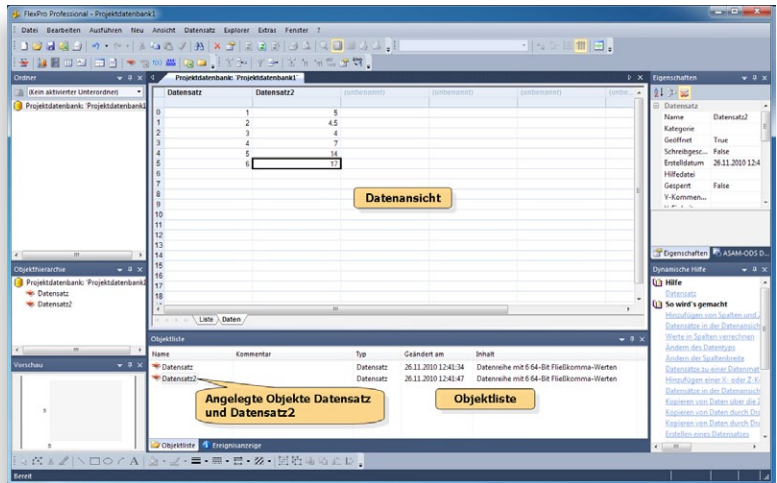 FlexPro Professional - Projektdatenbank1
Datei Bearbeiten Ausführen Neu Ansicht Datensatz Explorer Extras Fenster ?
Ordner
(Kein aktivierter Unterordner)
Projektdatenbank: 'Projektdatenbank1
Objekthierarchie
Projektdatenbank: 'Projektdatenbank1
Datensatz
Datensatz2
Vorschau
5
8
Projektdatenbank: 'Projektdatenbank1'
Datensatz Datensatz2 (unbenannt) (unbenannt) (unbenannt) (unbe...
0 1 5
1 2 4.5
2 3 4
3 4 7
4 5 14
5 6 17
6
7
8
9
10
11
12
13
14
15
16
17
18
Datenansicht
Liste Daten
Objektliste
Name Kommentar Typ Geändert am Inhalt
Datensatz Datensatz 26.11.2010 12:41:34 Datenreihe mit 6 64-Bit Fließkomma-Werten
Datensatz2 Datensatz 26.11.2010 12:41:47 Datenreihe mit 6 64-Bit Fließkomma-Werten
Angelegte Objekte Datensatz
und Datensatz2
Objektliste
Objektliste Ereignisanzeige
Eigenschaften
Datensatz
Name Datensatz2
Kategorie
Geöffnet True
Schreibgesc... False
Erstelldatum 26.11.2010 12:4
Hilfedatei
Gesperrt False
Y-Kommen...
Eigenschaften ASAM-ODS D...
Dynamische Hilfe
Hilfe
Datensatz
So wird's gemacht
Hinzufügen von Spalten und
Datensätze in der Datenansich
Werte in Spalten verrechnen
Ändern des Datentyps
Ändern der Spaltenbreite
Datensätze zu einer Datenmat
Hinzufügen einer X- oder Z-K
Datensätze in der Datenansich
Kopieren von Daten über die
Kopieren von Daten durch
Kopieren von Daten durch
Erstellen eines Datensatzes
Bereit